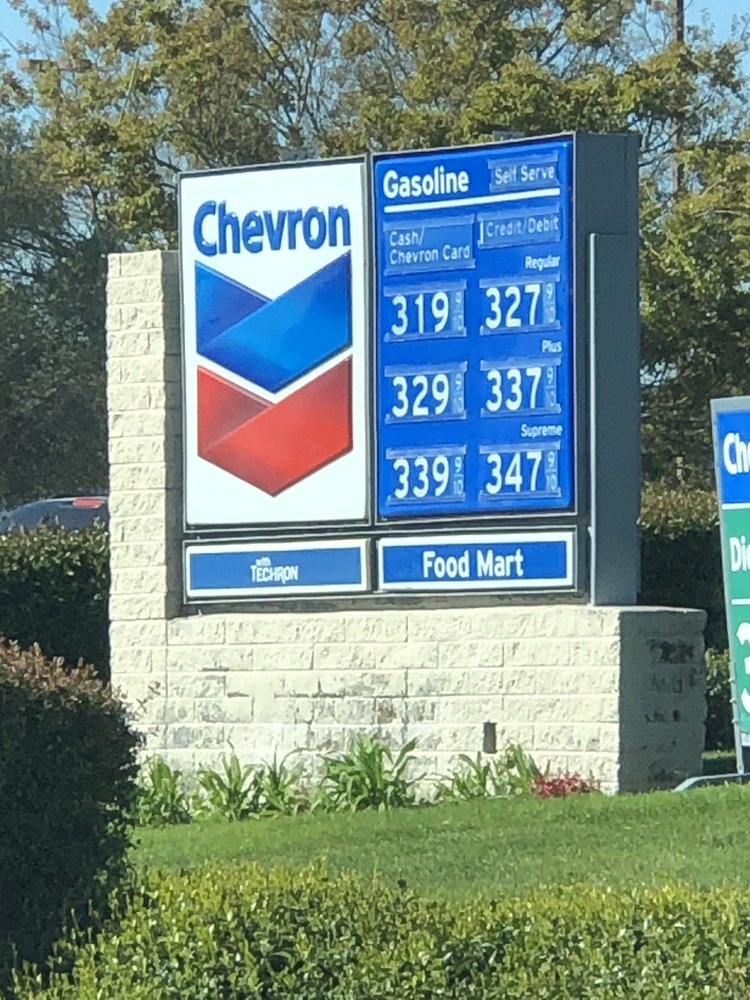 Chevron
with
TECHRON
Gasoline Self Serve
Cash/ Credit/Debit
Chevron Card
Regular
319 9/10 327 9/10
Plus
329 9/10 337 9/10
Supreme
339 9/10 347 9/10
Food Mart